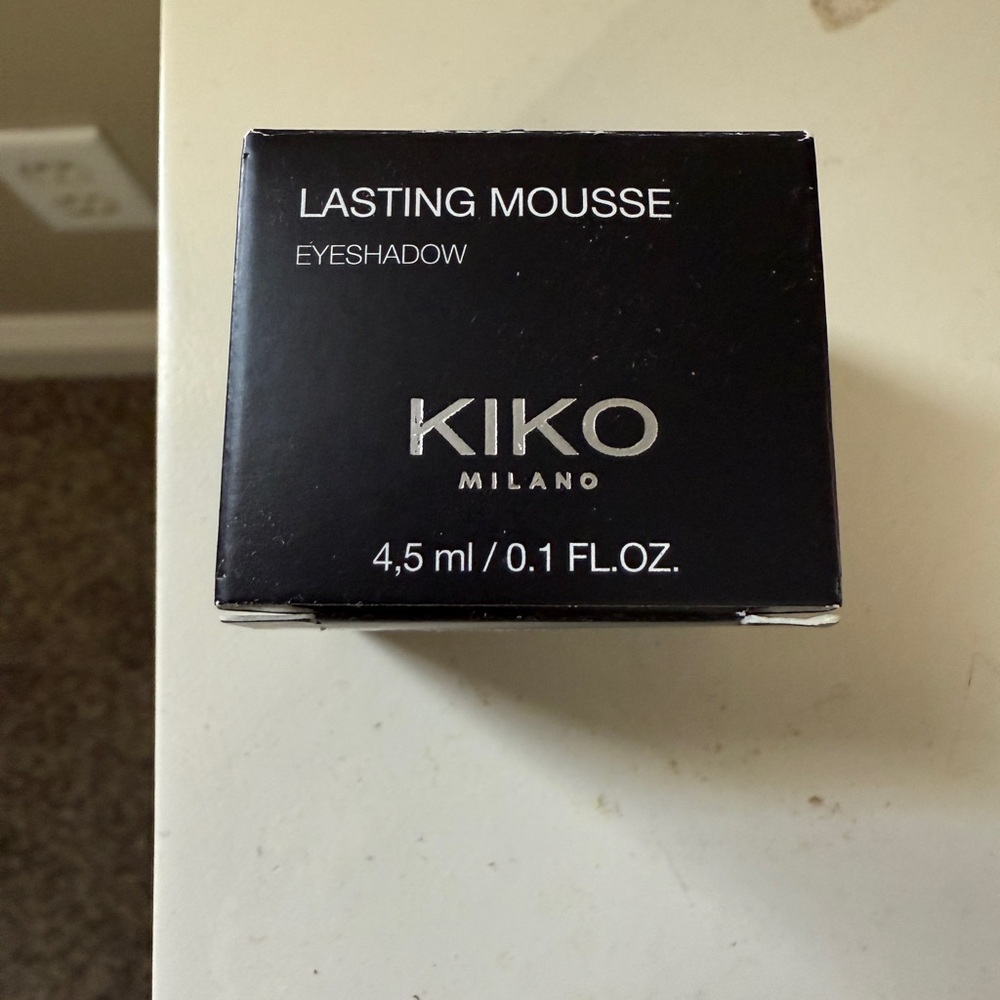 LASTING MOUSSE
EYESHADOW
KIKO
MILANO
4,5 ml / 0.1 FL.OZ.